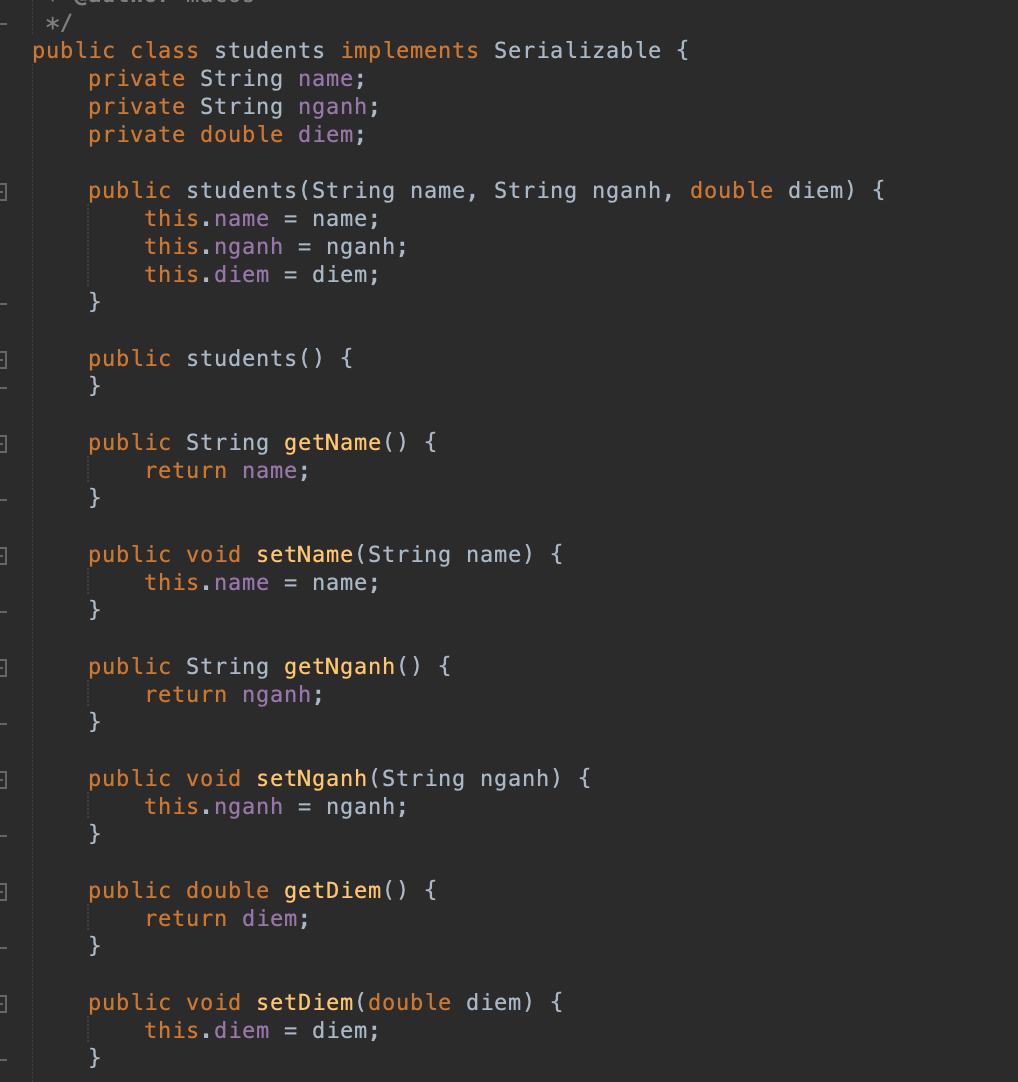 */
public class students implements Serializable {
    private String name;
    private String nganh;
    private double diem;

    public students(String name, String nganh, double diem) {
        this.name = name;
        this.nganh = nganh;
        this.diem = diem;
    }

    public students() {
    }

    public String getName() {
        return name;
    }

    public void setName(String name) {
        this.name = name;
    }

    public String getNganh() {
        return nganh;
    }

    public void setNganh(String nganh) {
        this.nganh = nganh;
    }

    public double getDiem() {
        return diem;
    }

    public void setDiem(double diem) {
        this.diem = diem;
    }